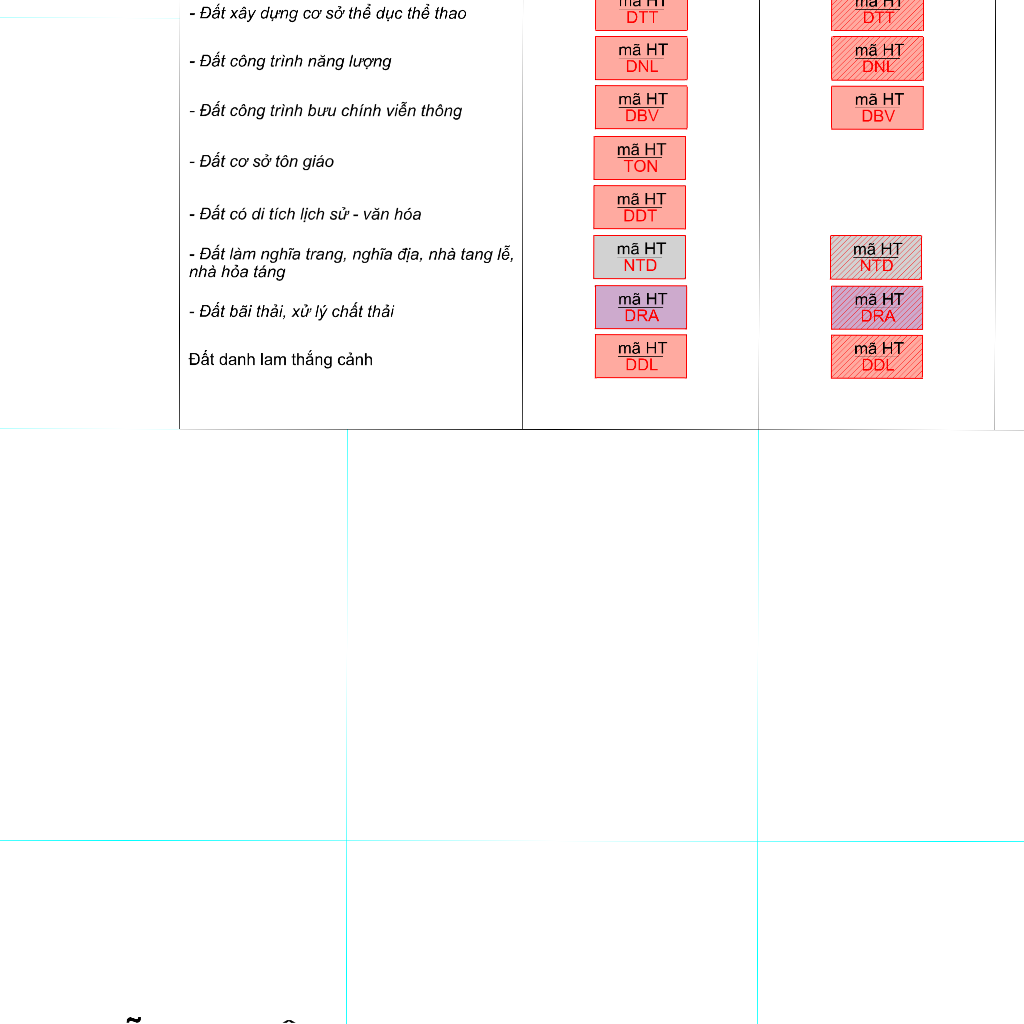 - Đất xây dựng cơ sở thể dục thể thao
mã HT
DTT
mã HT
DTT
- Đất công trình năng lượng
mã HT
DNL
mã HT
DNL
- Đất công trình bưu chính viễn thông
mã HT
DBV
mã HT
DBV
- Đất cơ sở tôn giáo
mã HT
TON
- Đất có di tích lịch sử - văn hóa
mã HT
DDT
- Đất làm nghĩa trang, nghĩa địa, nhà tang lễ,
nhà hỏa táng
mã HT
NTD
mã HT
NTD
- Đất bãi thải, xử lý chất thải
mã HT
DRA
mã HT
DRA
Đất danh lam thắng cảnh
mã HT
DDL
mã HT
DDL